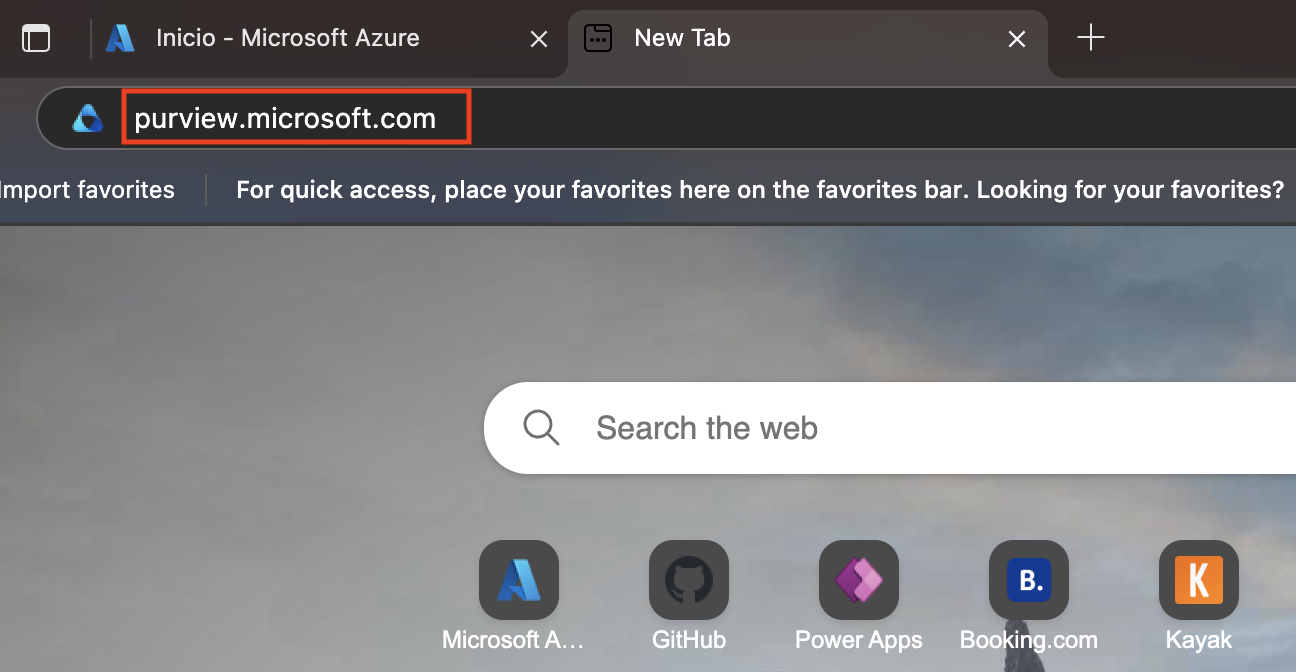 Inicio - Microsoft Azure
New Tab
purview.microsoft.com
Import favorites
For quick access, place your favorites here on the favorites bar. Looking for your favorites?
Search the web
Microsoft A...
GitHub
Power Apps
B.
Booking.com
K
Kayak